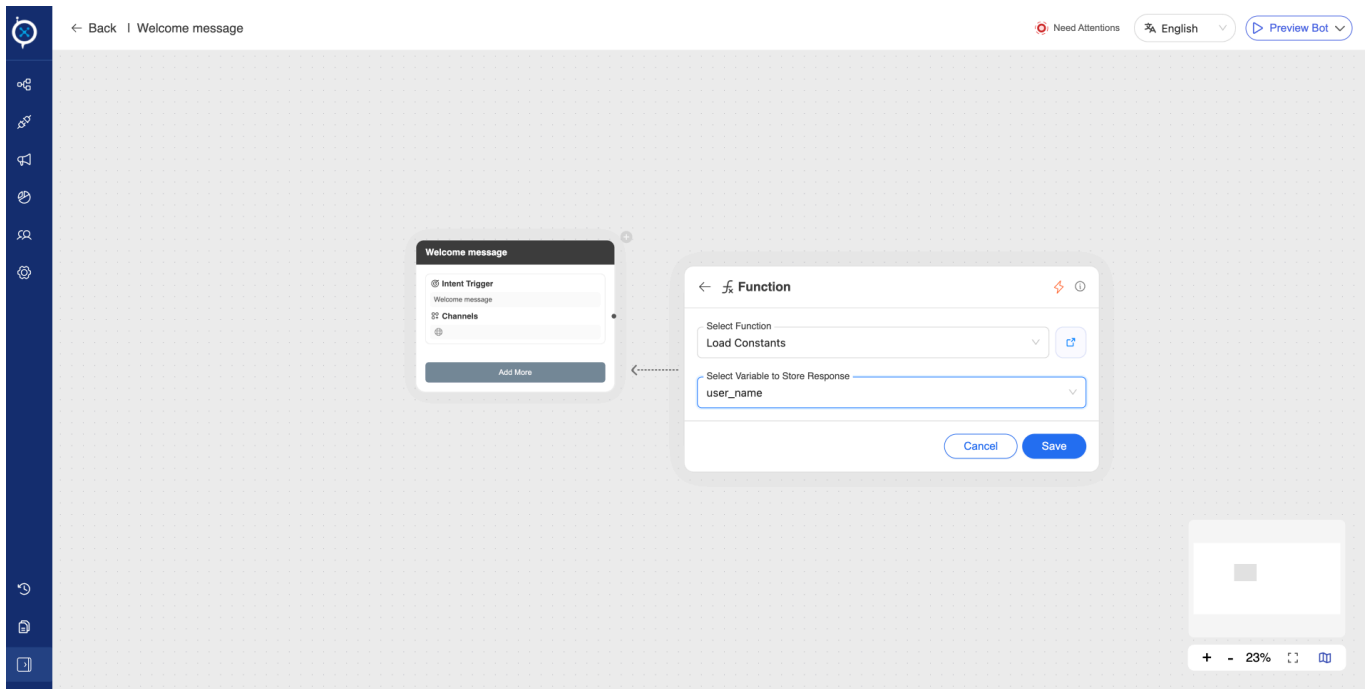 ← Back | Welcome message
Need Attentions
English
Preview Bot
Welcome message
Intent Trigger
Welcome message
Channels
Add More
Function
Select Function
Load Constants
Select Variable to Store Response
user_name
Cancel
Save
+ - 23%